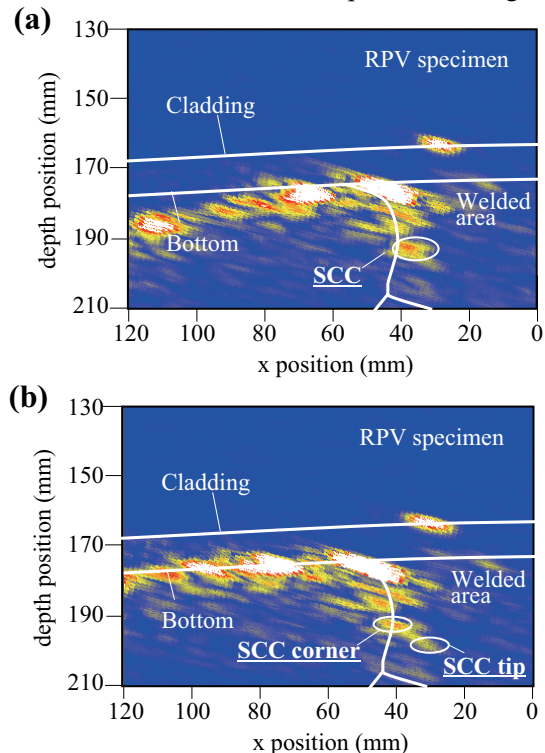 (a)
130
150
170
190
210
depth position (mm)
RPV specimen
Cladding
Welded
area
Bottom
SCC
120
100
80
60
40
20
0
x position (mm)
(b)
130
150
170
190
210
depth position (mm)
RPV specimen
Cladding
Welded
area
Bottom
SCC corner
SCC tip
120
100
80
60
40
20
0
x position (mm)